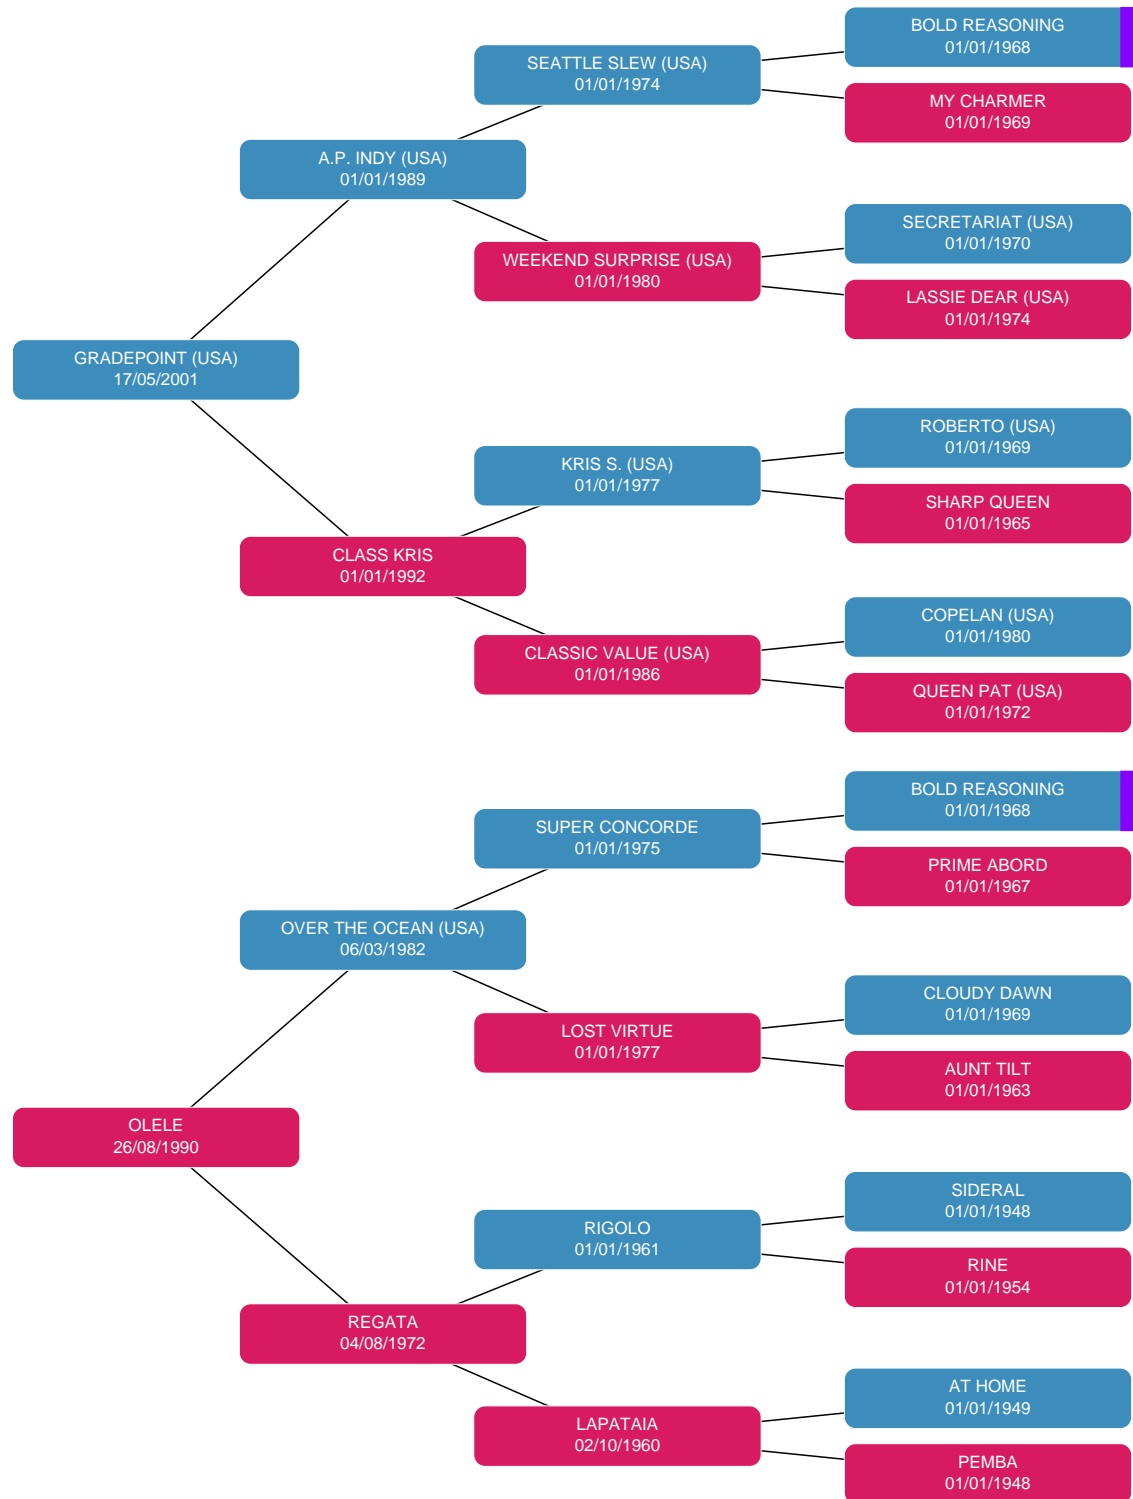 BOLD REASONING
01/01/1968
SEATTLE SLEW (USA)
01/01/1974
MY CHARMER
01/01/1969
A.P. INDY (USA)
01/01/1989
SECRETARIAT (USA)
01/01/1970
WEEKEND SURPRISE (USA)
01/01/1980
LASSIE DEAR (USA)
01/01/1974
GRADEPOINT (USA)
17/05/2001
ROBERTO (USA)
01/01/1969
KRIS S. (USA)
01/01/1977
SHARP QUEEN
01/01/1965
CLASS KRIS
01/01/1992
COPELAN (USA)
01/01/1980
CLASSIC VALUE (USA)
01/01/1986
QUEEN PAT (USA)
01/01/1972
BOLD REASONING
01/01/1968
SUPER CONCORDE
01/01/1975
PRIME ABORD
01/01/1967
OVER THE OCEAN (USA)
06/03/1982
CLOUDY DAWN
01/01/1969
LOST VIRTUE
01/01/1977
AUNT TILT
01/01/1963
OLELE
26/08/1990
SIDERAL
01/01/1948
RIGOLO
01/01/1961
RINE
01/01/1954
REGATA
04/08/1972
AT HOME
01/01/1949
LAPATAIA
02/10/1960
PEMBA
01/01/1948